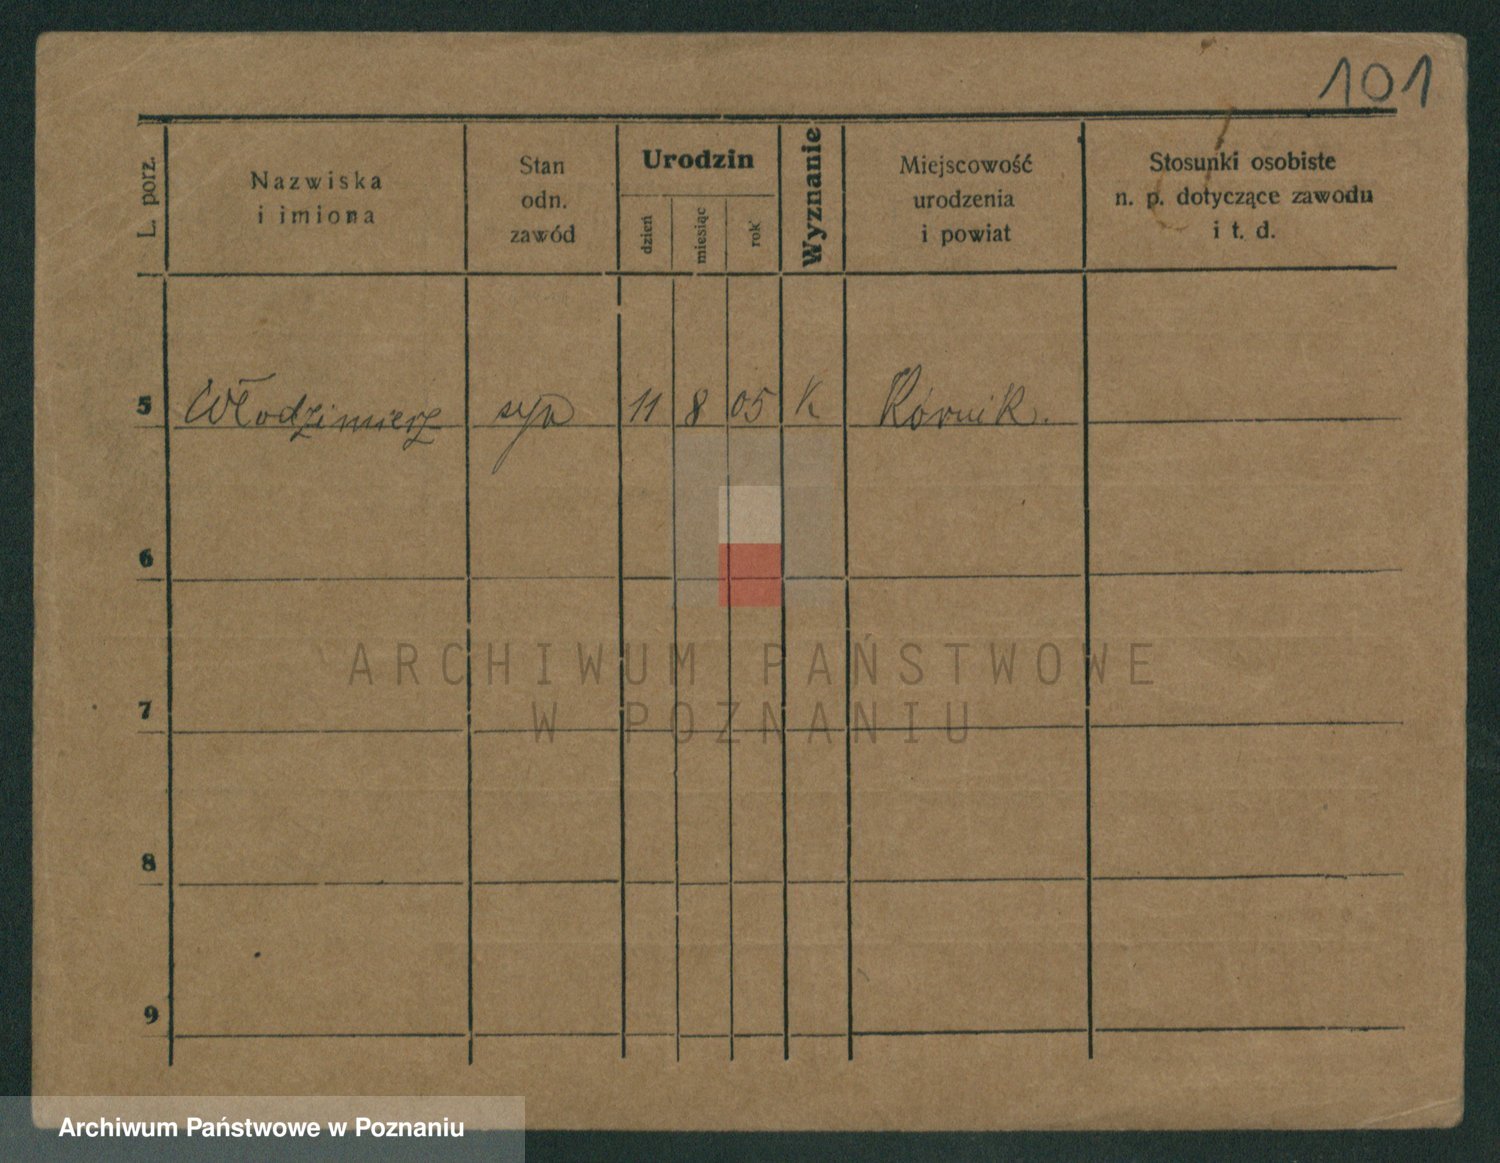 101
L. porz.
Nazwiska
i imiona
Stan
odn.
zawód
Urodzin
dzień
miesiąc
rok
Wyznanie
Miejscowość
urodzenia
i powiat
Stosunki osobiste
n. p. dotyczące zawodu
i t. d.
5 Włodzimierz syn 11 8 05 K Kórnik.
6
7
8
9
ARCHIWUM PAŃSTWOWE
W POZNANIU
Archiwum Państwowe w Poznaniu